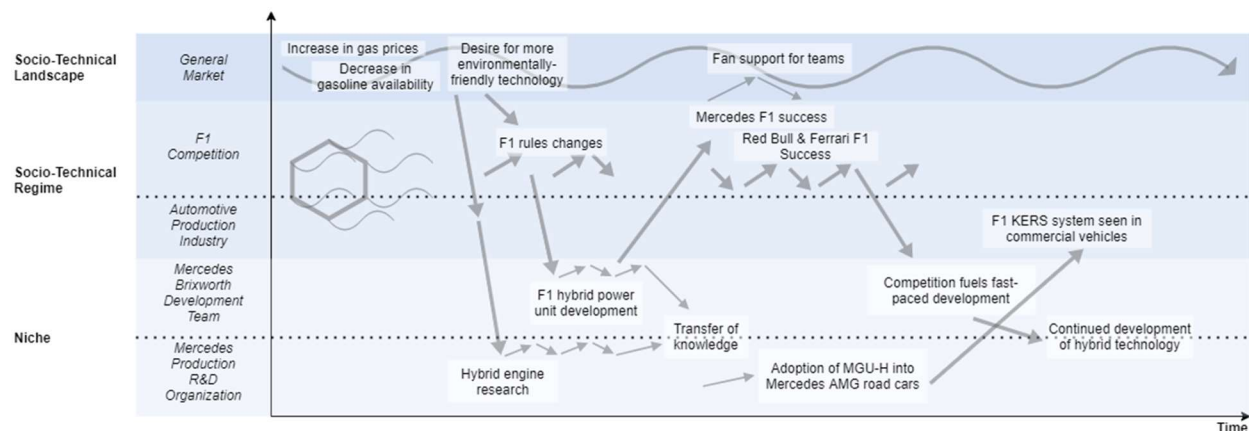 Socio-Technical
Landscape
General
Market
Increase in gas prices
Decrease in
gasoline availability
Desire for more
environmentally-
friendly technology
Fan support for teams
Socio-Technical
Regime
F1
Competition
F1 rules changes
Mercedes F1 success
Red Bull & Ferrari F1
Success
Automotive
Production
Industry
F1 KERS system seen in
commercial vehicles
Niche
Mercedes
Brixworth
Development
Team
F1 hybrid power
unit development
Competition fuels fast-
paced development
Transfer of
knowledge
Continued development
of hybrid technology
Mercedes
Production
R&D
Organization
Hybrid engine
research
Adoption of MGU-H into
Mercedes AMG road cars
Time